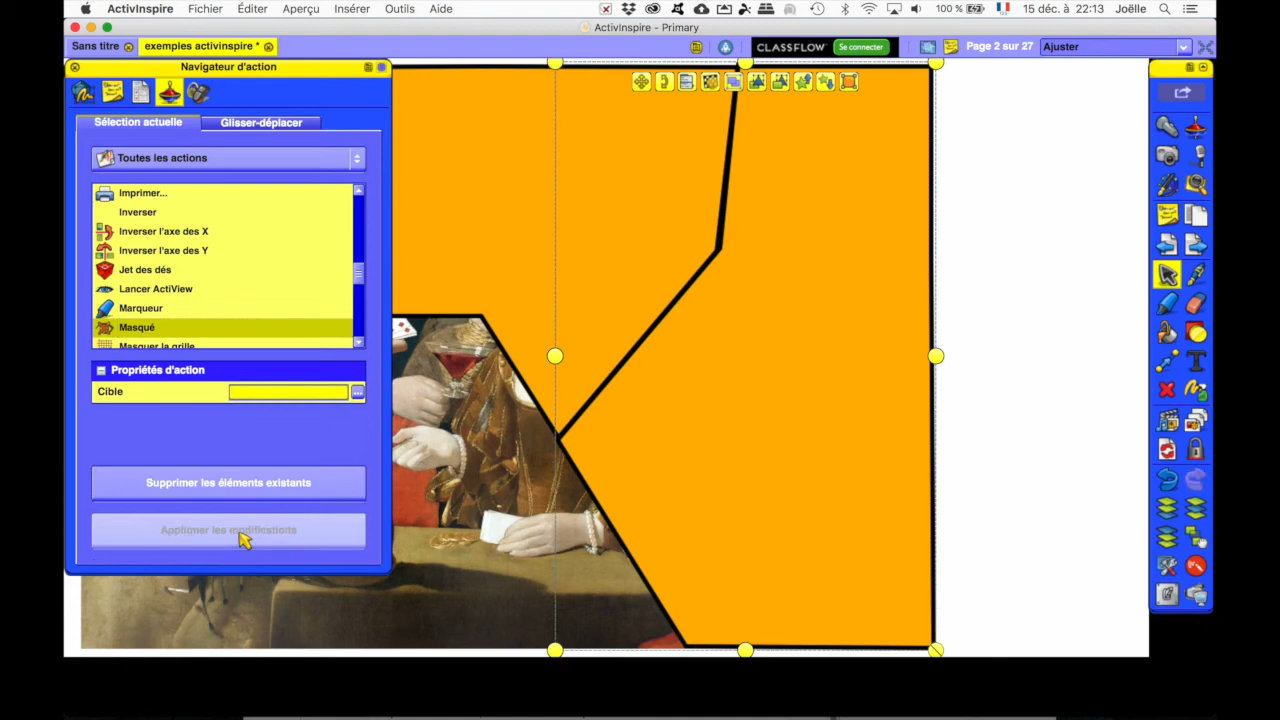 ActivInspire Fichier Éditer Aperçu Insérer Outils Aide 100 % 15 déc. à 22:13 Joëlle
ActivInspire - Primary
Sans titre exemples activinspire * CLASSFLOW Se connecter Page 2 sur 27 Ajuster
Navigateur d'action
Sélection actuelle Glisser-déplacer
Toutes les actions
Imprimer...
Inverser
Inverser l'axe des X
Inverser l'axe des Y
Jet des dés
Lancer ActiView
Marqueur
Masqué
Masquer la grille
Propriétés d'action
Cible ...
Supprimer les éléments existants
Appliquer les modifications